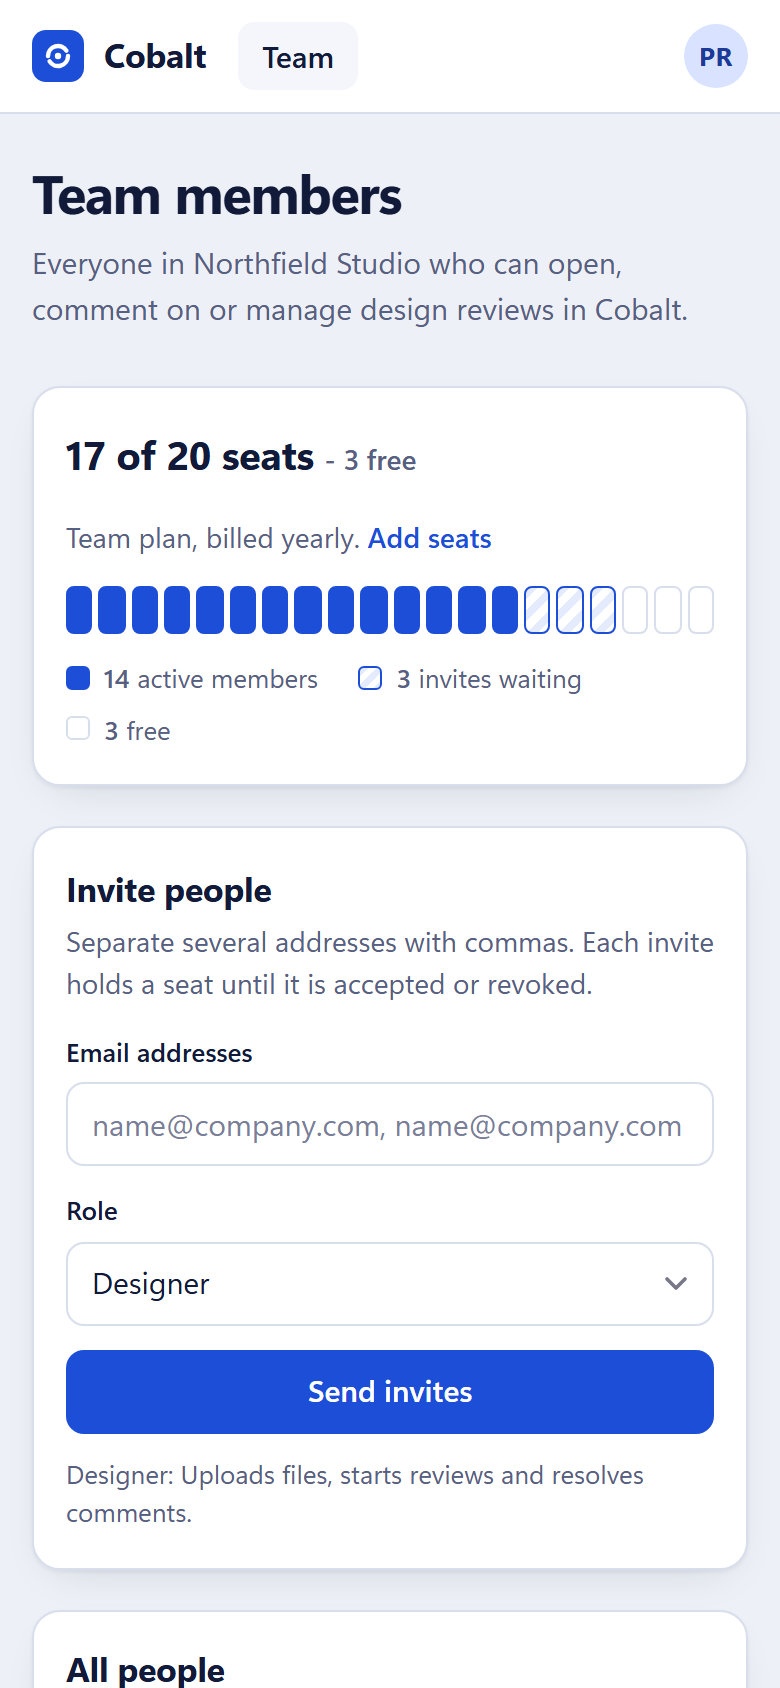 Cobalt
Team
PR
Team members
Everyone in Northfield Studio who can open,
comment on or manage design reviews in Cobalt.
17 of 20 seats - 3 free
Team plan, billed yearly. Add seats
14 active members
3 invites waiting
3 free
Invite people
Separate several addresses with commas. Each invite
holds a seat until it is accepted or revoked.
Email addresses
name@company.com, name@company.com
Role
Designer
Send invites
Designer: Uploads files, starts reviews and resolves
comments.
All people